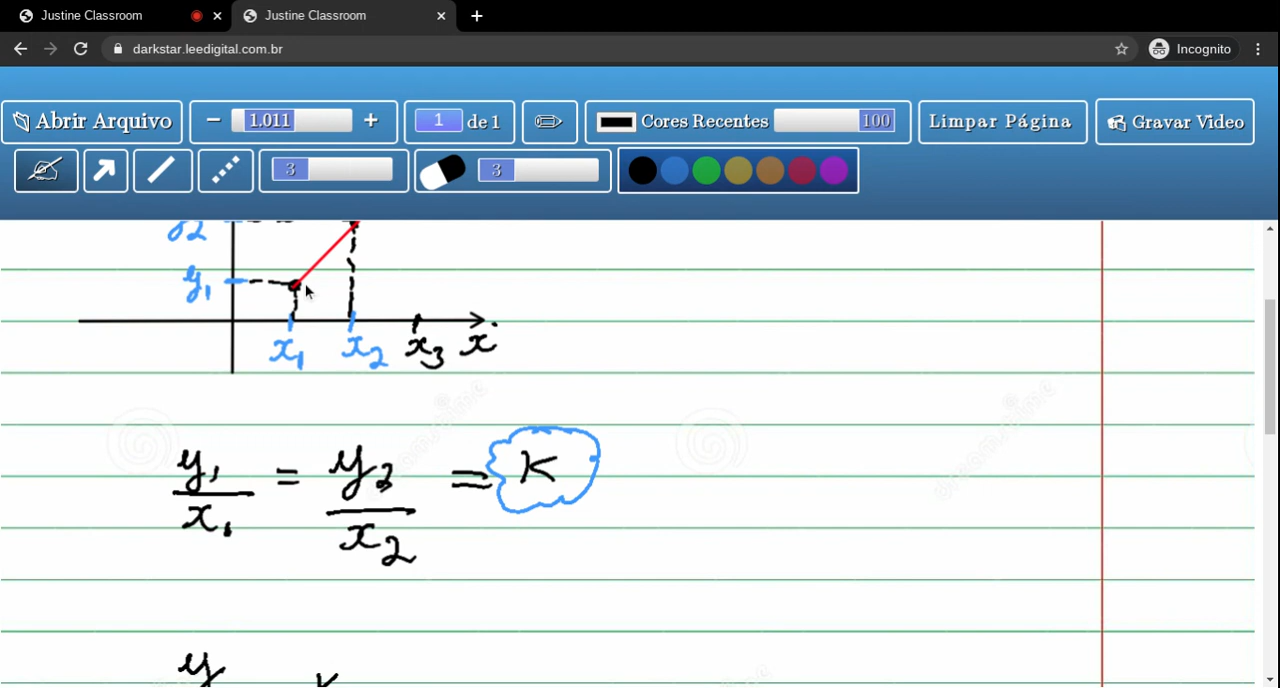 Justine Classroom
Justine Classroom
darkstar.leedigital.com.br
Incognito
Abrir Arquivo
− 1.011 +
1 de 1
Cores Recentes 100
Limpar Página
Gravar Video
3
3
y2
y1
x1 x2 x3 x
y1/x1 = y2/x2 = K
y
K